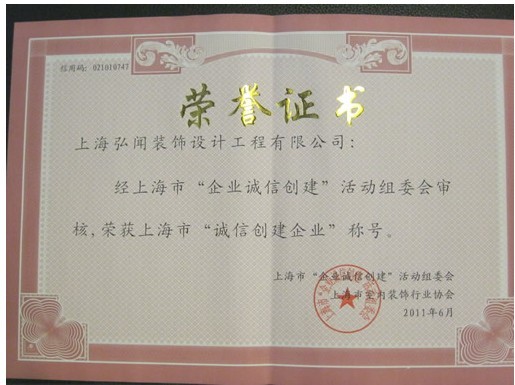 信用码：021010747
荣誉证书
上海弘闻装饰设计工程有限公司：
经上海市“企业诚信创建”活动组委会审
核,荣获上海市“诚信创建企业”称号。
上海市“企业诚信创建”活动组委会
上海市室内装饰行业协会
2011年6月